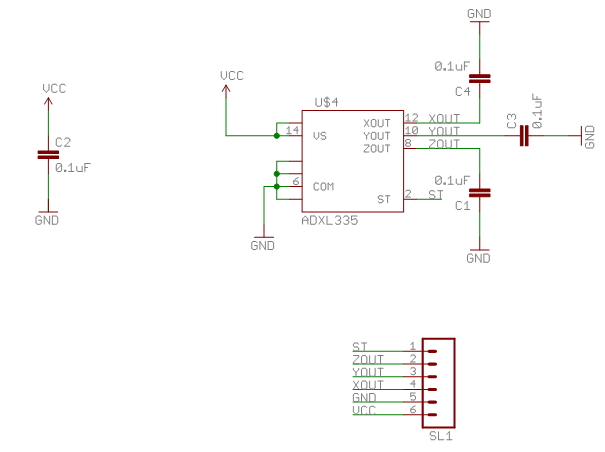 GND
0.1uF
C4
VCC
C2
0.1uF
GND
VCC
U$4
14
VS
6
COM
XOUT
YOUT
ZOUT
ST
12 XOUT
10 YOUT
8 ZOUT
2 ST
ADXL335
GND
C3
0.1uF
GND
0.1uF
C1
GND
ST 1
ZOUT 2
YOUT 3
XOUT 4
GND 5
VCC 6
SL1